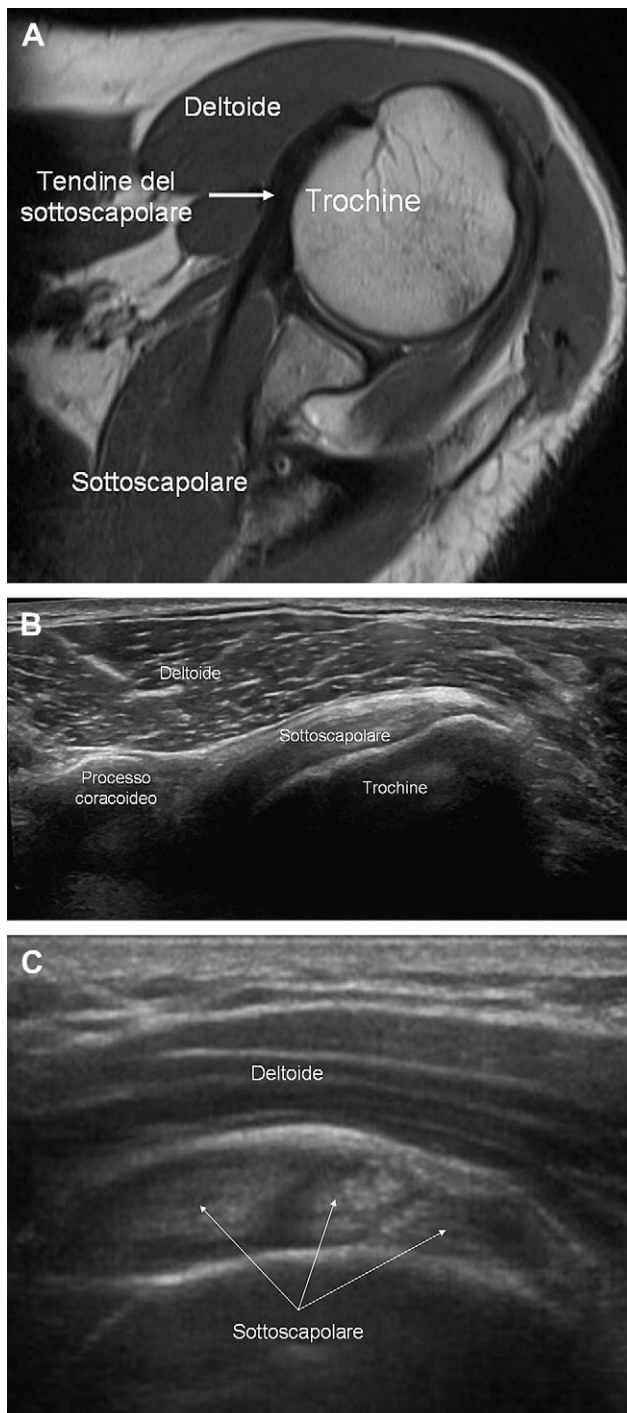 A
Deltoide
Tendine del
sottoscapolare
Trochine
Sottoscapolare
B
Deltoide
Sottoscapolare
Processo
coracoideo
Trochine
C
Deltoide
Sottoscapolare